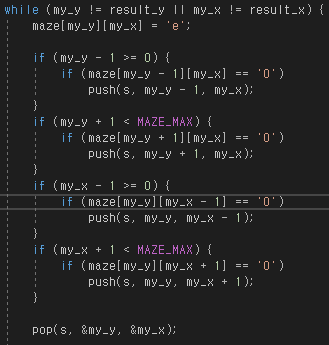 while (my_y != result_y || my_x != result_x) {
maze[my_y][my_x] = 'e';
if (my_y - 1 >= 0) {
if (maze[my_y - 1][my_x] == '0')
push(s, my_y - 1, my_x);
}
if (my_y + 1 < MAZE_MAX) {
if (maze[my_y + 1][my_x] == '0')
push(s, my_y + 1, my_x);
}
if (my_x - 1 >= 0) {
if (maze[my_y][my_x - 1] == '0')
push(s, my_y, my_x - 1);
}
if (my_x + 1 < MAZE_MAX) {
if (maze[my_y][my_x + 1] == '0')
push(s, my_y, my_x + 1);
}
pop(s, &my_y, &my_x);